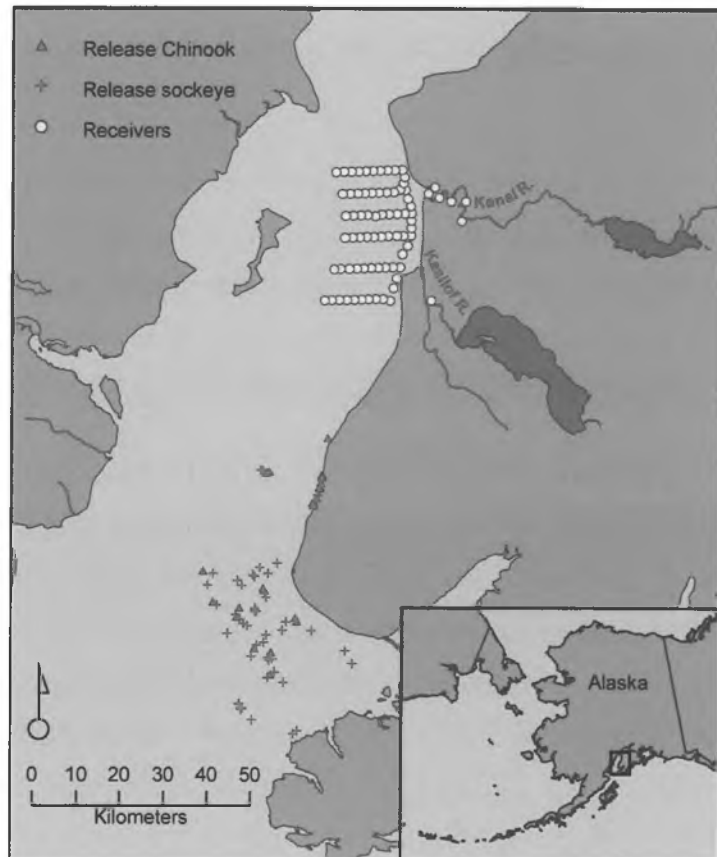 Release Chinook
Release sockeye
Receivers
Kenai R.
Kasilof R.
Alaska
0 10 20 30 40 50
Kilometers